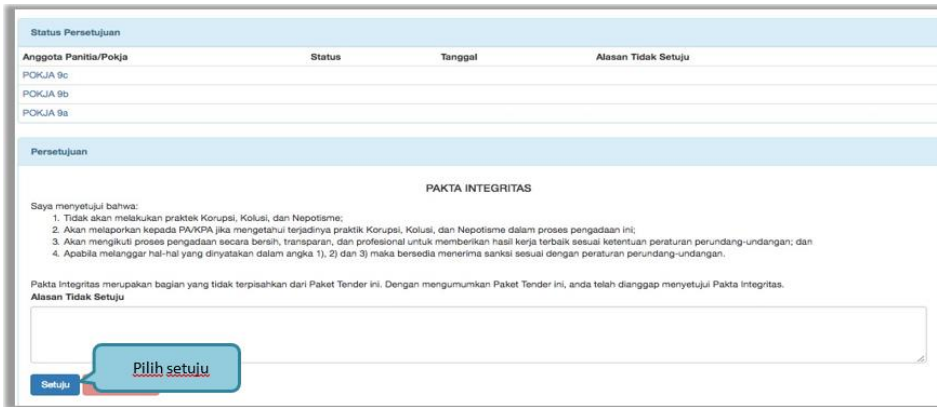 Status Persetujuan
Anggota Panitia/Pokja Status Tanggal Alasan Tidak Setuju
POKJA 9c
POKJA 9b
POKJA 9a
Persetujuan
PAKTA INTEGRITAS
Saya menyetujui bahwa:
1. Tidak akan melakukan praktek Korupsi, Kolusi, dan Nepotisme;
2. Akan melaporkan kepada PA/KPA jika mengetahui terjadinya praktik Korupsi, Kolusi, dan Nepotisme dalam proses pengadaan ini;
3. Akan mengikuti proses pengadaan secara bersih, transparan, dan profesional untuk memberikan hasil kerja terbaik sesuai ketentuan peraturan perundang-undangan; dan
4. Apabila melanggar hal-hal yang dinyatakan dalam angka 1), 2) dan 3) maka bersedia menerima sanksi sesuai dengan peraturan perundang-undangan.
Pakta Integritas merupakan bagian yang tidak terpisahkan dari Paket Tender ini. Dengan mengumumkan Paket Tender ini, anda telah dianggap menyetujui Pakta Integritas.
Alasan Tidak Setuju
Pilih setuju
Setuju